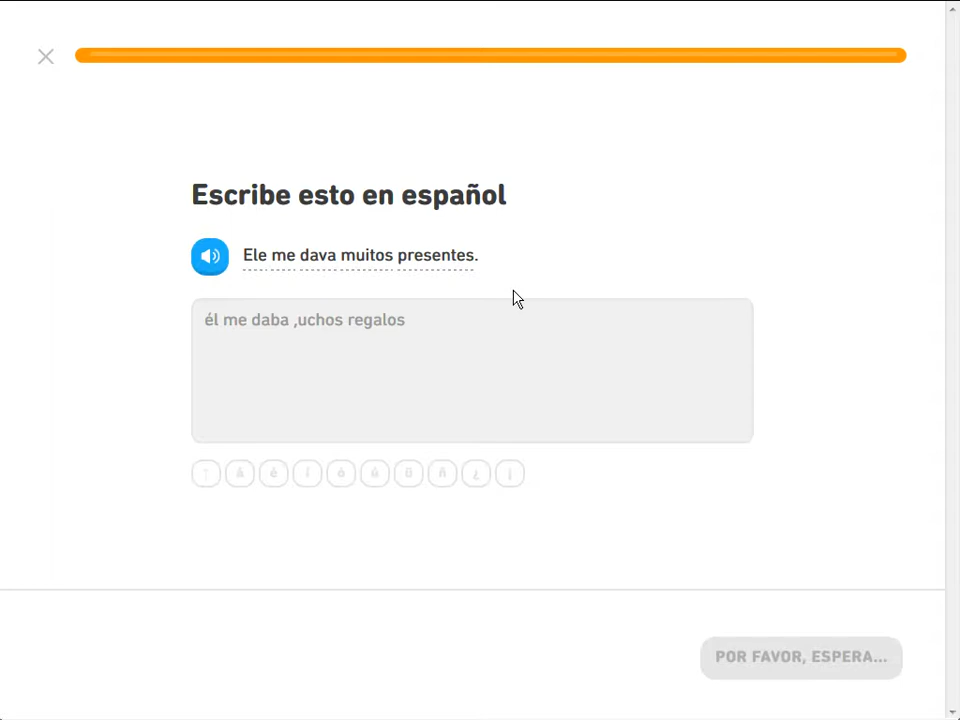 Escribe esto en español
Ele me dava muitos presentes.
él me daba ,uchos regalos
↑ á é í ó ú ü ñ ¿ ¡
POR FAVOR, ESPERA...